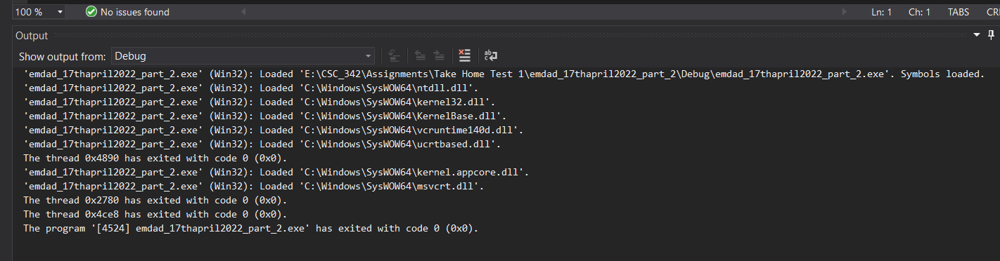 100 % No issues found Ln: 1 Ch: 1 TABS
Output
Show output from: Debug
'emdad_17thapril2022_part_2.exe' (Win32): Loaded 'E:\CSC_342\Assignments\Take Home Test 1\emdad_17thapril2022_part_2\Debug\emdad_17thapril2022_part_2.exe'. Symbols loaded.
'emdad_17thapril2022_part_2.exe' (Win32): Loaded 'C:\Windows\SysWOW64\ntdll.dll'.
'emdad_17thapril2022_part_2.exe' (Win32): Loaded 'C:\Windows\SysWOW64\kernel32.dll'.
'emdad_17thapril2022_part_2.exe' (Win32): Loaded 'C:\Windows\SysWOW64\KernelBase.dll'.
'emdad_17thapril2022_part_2.exe' (Win32): Loaded 'C:\Windows\SysWOW64\vcruntime140d.dll'.
'emdad_17thapril2022_part_2.exe' (Win32): Loaded 'C:\Windows\SysWOW64\ucrtbased.dll'.
The thread 0x4890 has exited with code 0 (0x0).
'emdad_17thapril2022_part_2.exe' (Win32): Loaded 'C:\Windows\SysWOW64\kernel.appcore.dll'.
'emdad_17thapril2022_part_2.exe' (Win32): Loaded 'C:\Windows\SysWOW64\msvcrt.dll'.
The thread 0x2780 has exited with code 0 (0x0).
The thread 0x4ce8 has exited with code 0 (0x0).
The program '[4524] emdad_17thapril2022_part_2.exe' has exited with code 0 (0x0).